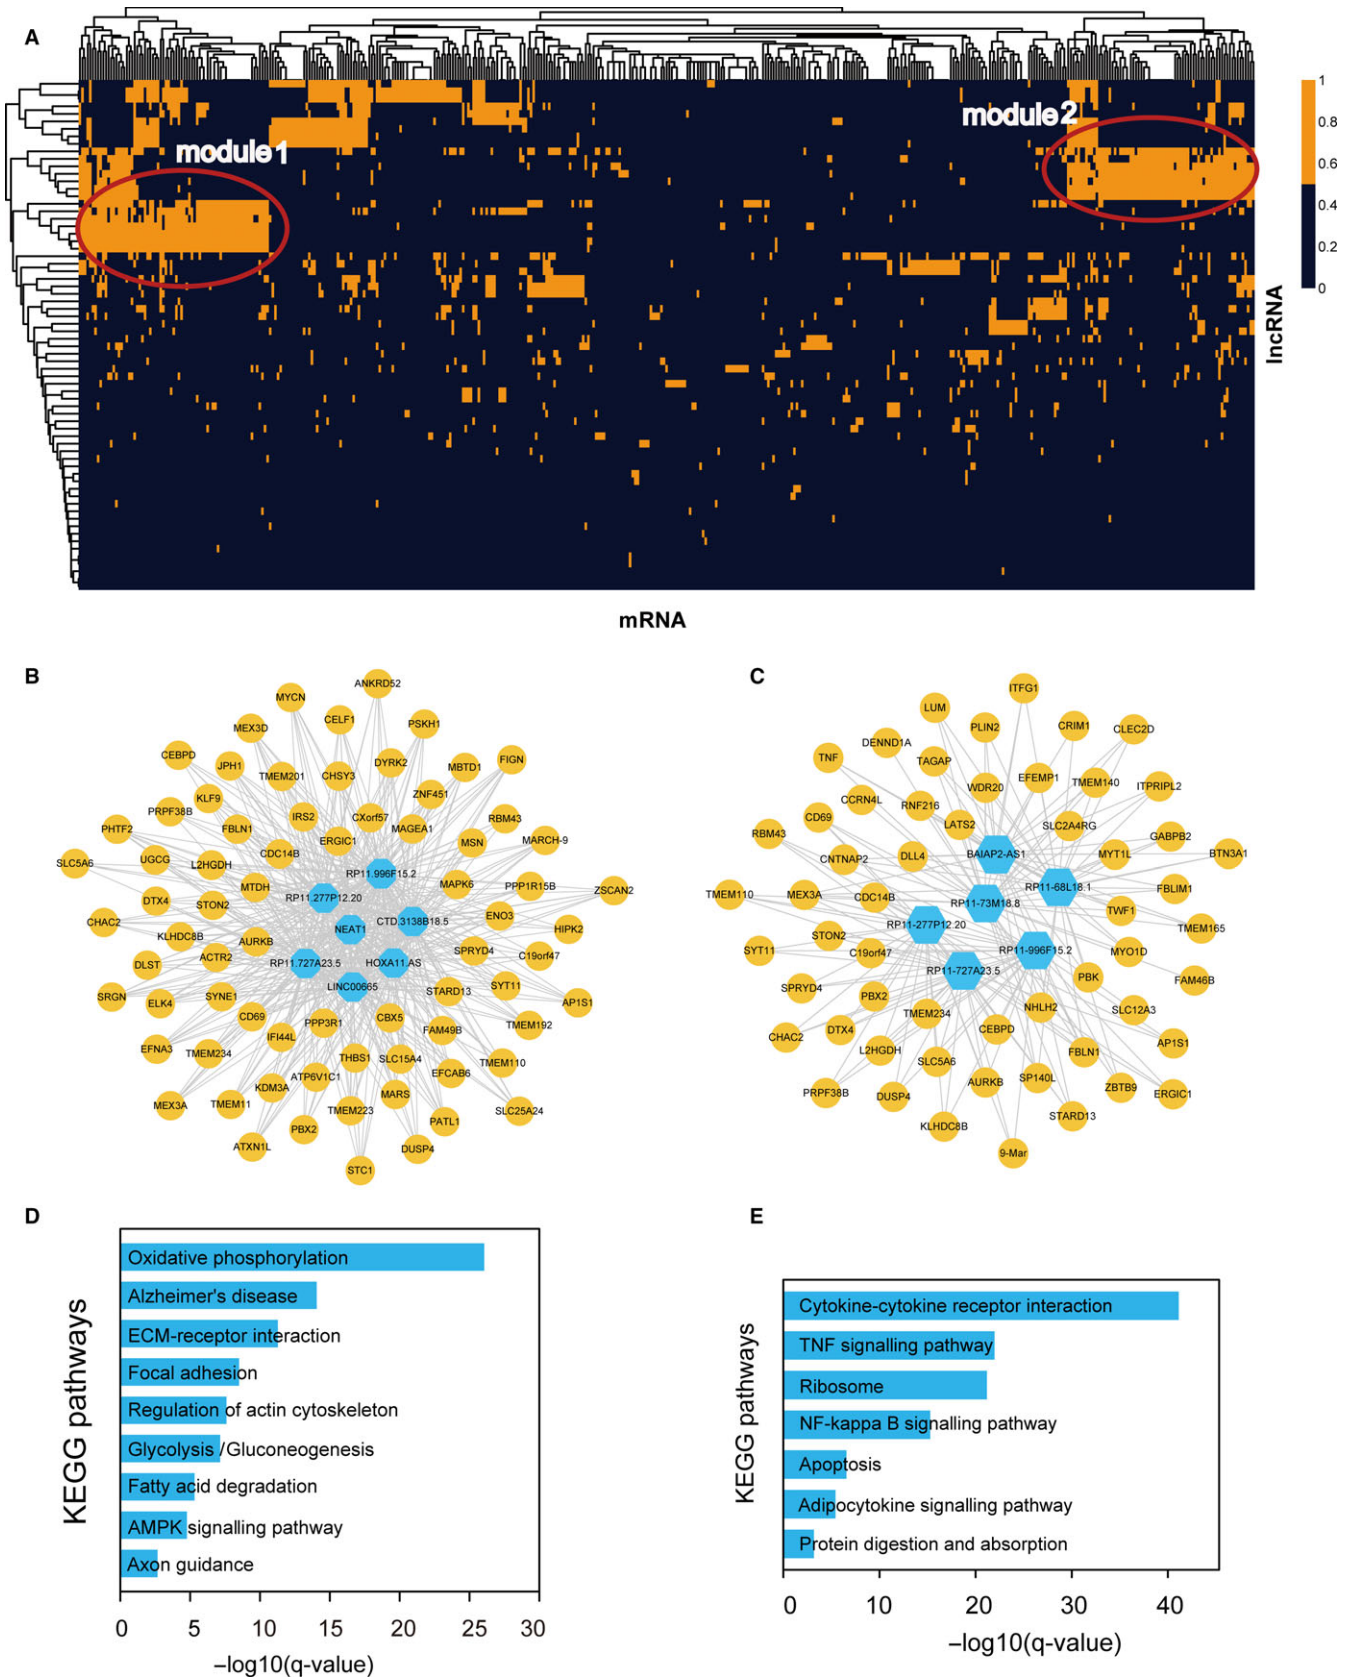 A
module1
module2
1
0.8
0.6
0.4
0.2
0
lncRNA
mRNA
B
ANKRD52
MYCN
CELF1
PSKH1
MEX3D
CEBPD
JPH1
TMEM201
CHSY3
DYRK2
MBTD1
FIGN
KLF9
ZNF451
PRPF38B
IRS2
CXorf57
RBM43
PHTF2
FBLN1
ERGIC1
MAGEA1
MSN
MARCH-9
SLC5A6
UGCG
L2HGDH
CDC14B
RP11.996F15.2
MTDH
MAPK6
PPP1R15B
ZSCAN2
DTX4
STON2
RP11.277P12.20
CTD.3138B18.5
ENO3
CHAC2
NEAT1
HIPK2
KLHDC8B
AURKB
SPRYD4
C19orf47
DLST
ACTR2
RP11.727A23.5
HOXA11.AS
SRGN
ELK4
SYNE1
LINC00665
STARD13
SYT11
AP1S1
CD69
PPP3R1
CBX5
FAM49B
TMEM192
EFNA3
TMEM234
IFI44L
THBS1
SLC15A4
TMEM110
KDM3A
ATP6V1C1
EFCAB6
MEX3A
TMEM11
MARS
SLC25A24
PBX2
TMEM223
PATL1
ATXN1L
DUSP4
STC1
C
ITFG1
LUM
PLIN2
CRIM1
CLEC2D
DENND1A
TNF
TAGAP
WDR20
EFEMP1
TMEM140
ITPRIPL2
CCRN4L
RNF216
CD69
LATS2
SLC2A4RG
RBM43
GABPB2
CNTNAP2
DLL4
BAIAP2-AS1
MYT1L
BTN3A1
TMEM110
MEX3A
CDC14B
RP11-73M18.8
RP11-68L18.1
FBLIM1
TWF1
RP11-277P12.20
TMEM165
STON2
SYT11
C19orf47
RP11-996F15.2
MYO1D
RP11-727A23.5
PBK
FAM46B
SPRYD4
PBX2
NHLH2
SLC12A3
TMEM234
CHAC2
DTX4
CEBPD
AP1S1
L2HGDH
SLC5A6
FBLN1
AURKB
SP140L
PRPF38B
DUSP4
ZBTB9
ERGIC1
KLHDC8B
STARD13
9-Mar
D
KEGG pathways
Oxidative phosphorylation
Alzheimer's disease
ECM-receptor interaction
Focal adhesion
Regulation of actin cytoskeleton
Glycolysis/Gluconeogenesis
Fatty acid degradation
AMPK signalling pathway
Axon guidance
0 5 10 15 20 25 30
–log10(q-value)
E
KEGG pathways
Cytokine-cytokine receptor interaction
TNF signalling pathway
Ribosome
NF-kappa B signalling pathway
Apoptosis
Adipocytokine signalling pathway
Protein digestion and absorption
0 10 20 30 40
–log10(q-value)